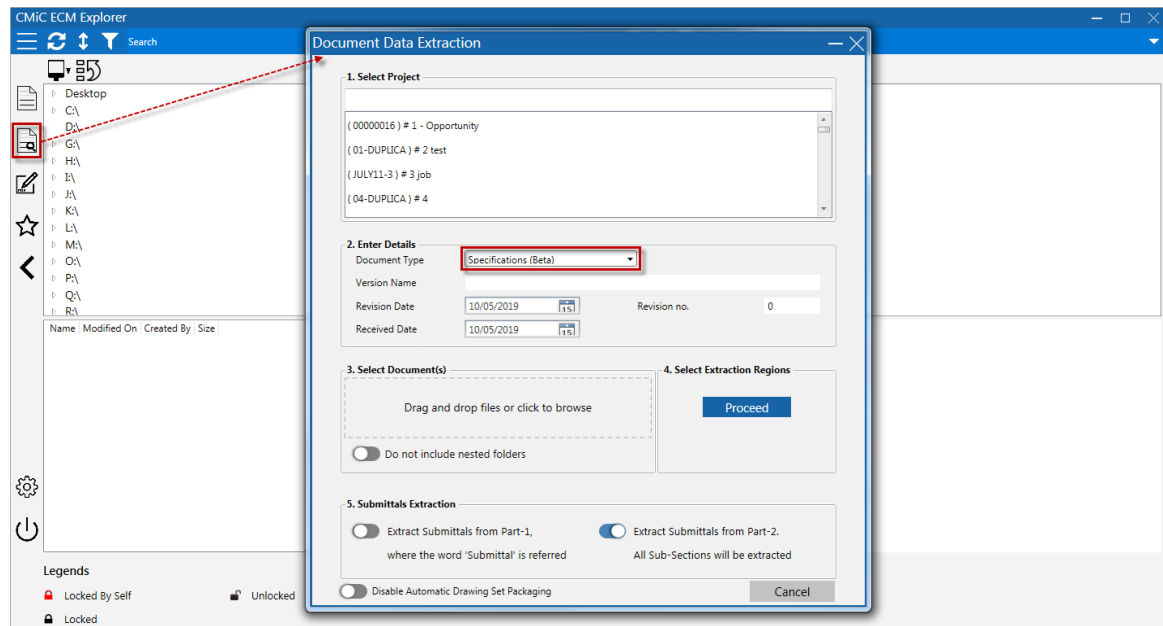 CMiC ECM Explorer
Search
Desktop
C:\
D:\
G:\
H:\
I:\
J:\
K:\
L:\
M:\
O:\
P:\
Q:\
R:\
Name Modified On Created By Size
Legends
Locked By Self
Unlocked
Locked
Document Data Extraction
1. Select Project
( 00000016 ) # 1 - Opportunity
( 01-DUPLICA ) # 2 test
( JULY11-3 ) # 3 job
( 04-DUPLICA ) # 4
2. Enter Details
Document Type Specifications (Beta)
Version Name
Revision Date 10/05/2019 15 Revision no. 0
Received Date 10/05/2019 15
3. Select Document(s)
Drag and drop files or click to browse
Do not include nested folders
4. Select Extraction Regions
Proceed
5. Submittals Extraction
Extract Submittals from Part-1,
where the word 'Submittal' is referred
Extract Submittals from Part-2.
All Sub-Sections will be extracted
Disable Automatic Drawing Set Packaging
Cancel